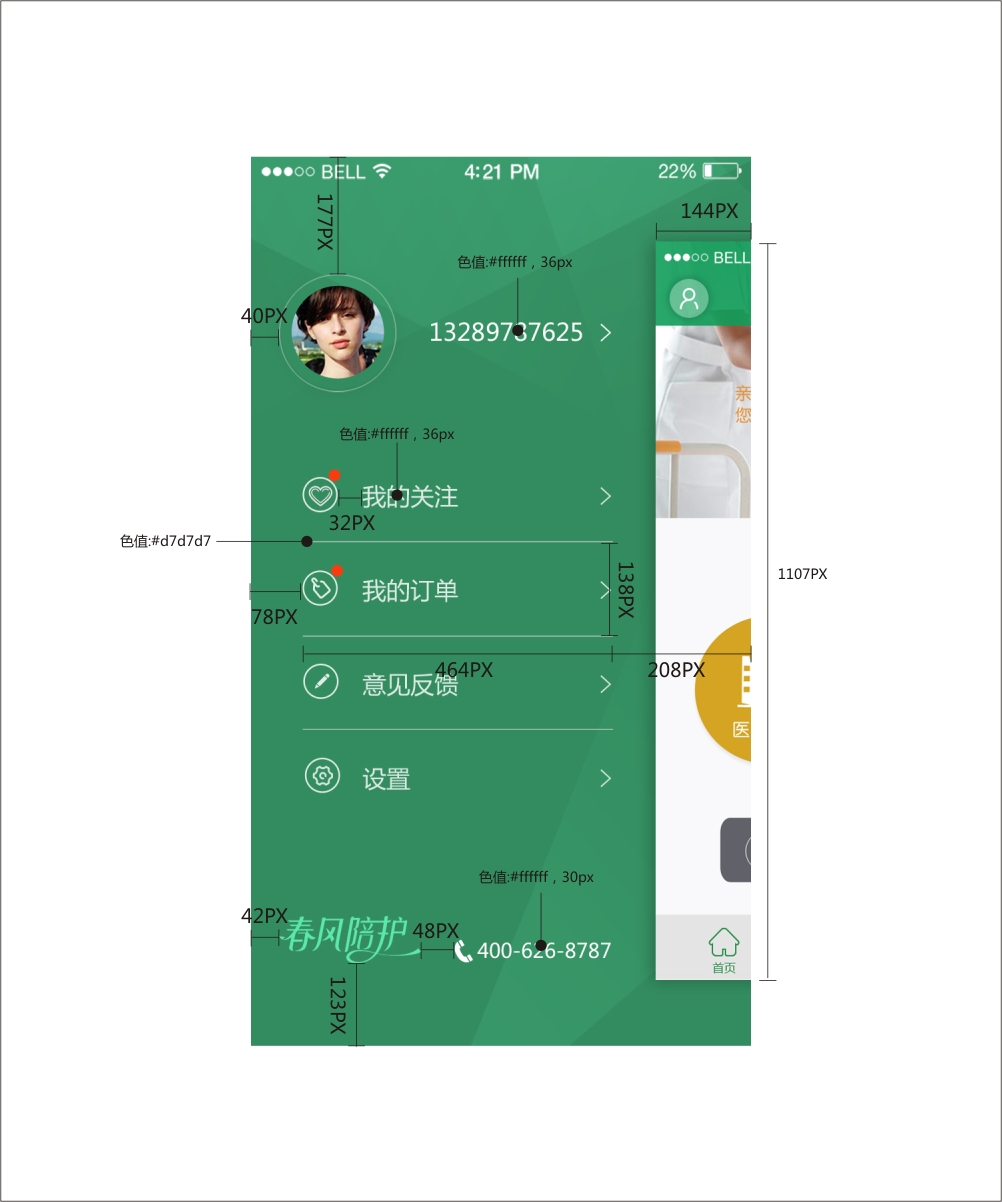 BELL 4:21 PM 22%
177PX
144PX
色值:#ffffff，36px
BELL
40PX
13289787625
亲
您
色值:#ffffff，36px
我的关注
32PX
色值:#d7d7d7
138PX
1107PX
我的订单
78PX
464PX
208PX
意见反馈
医
设置
色值:#ffffff，30px
42PX
春风陪护
48PX
400-626-8787
首页
123PX